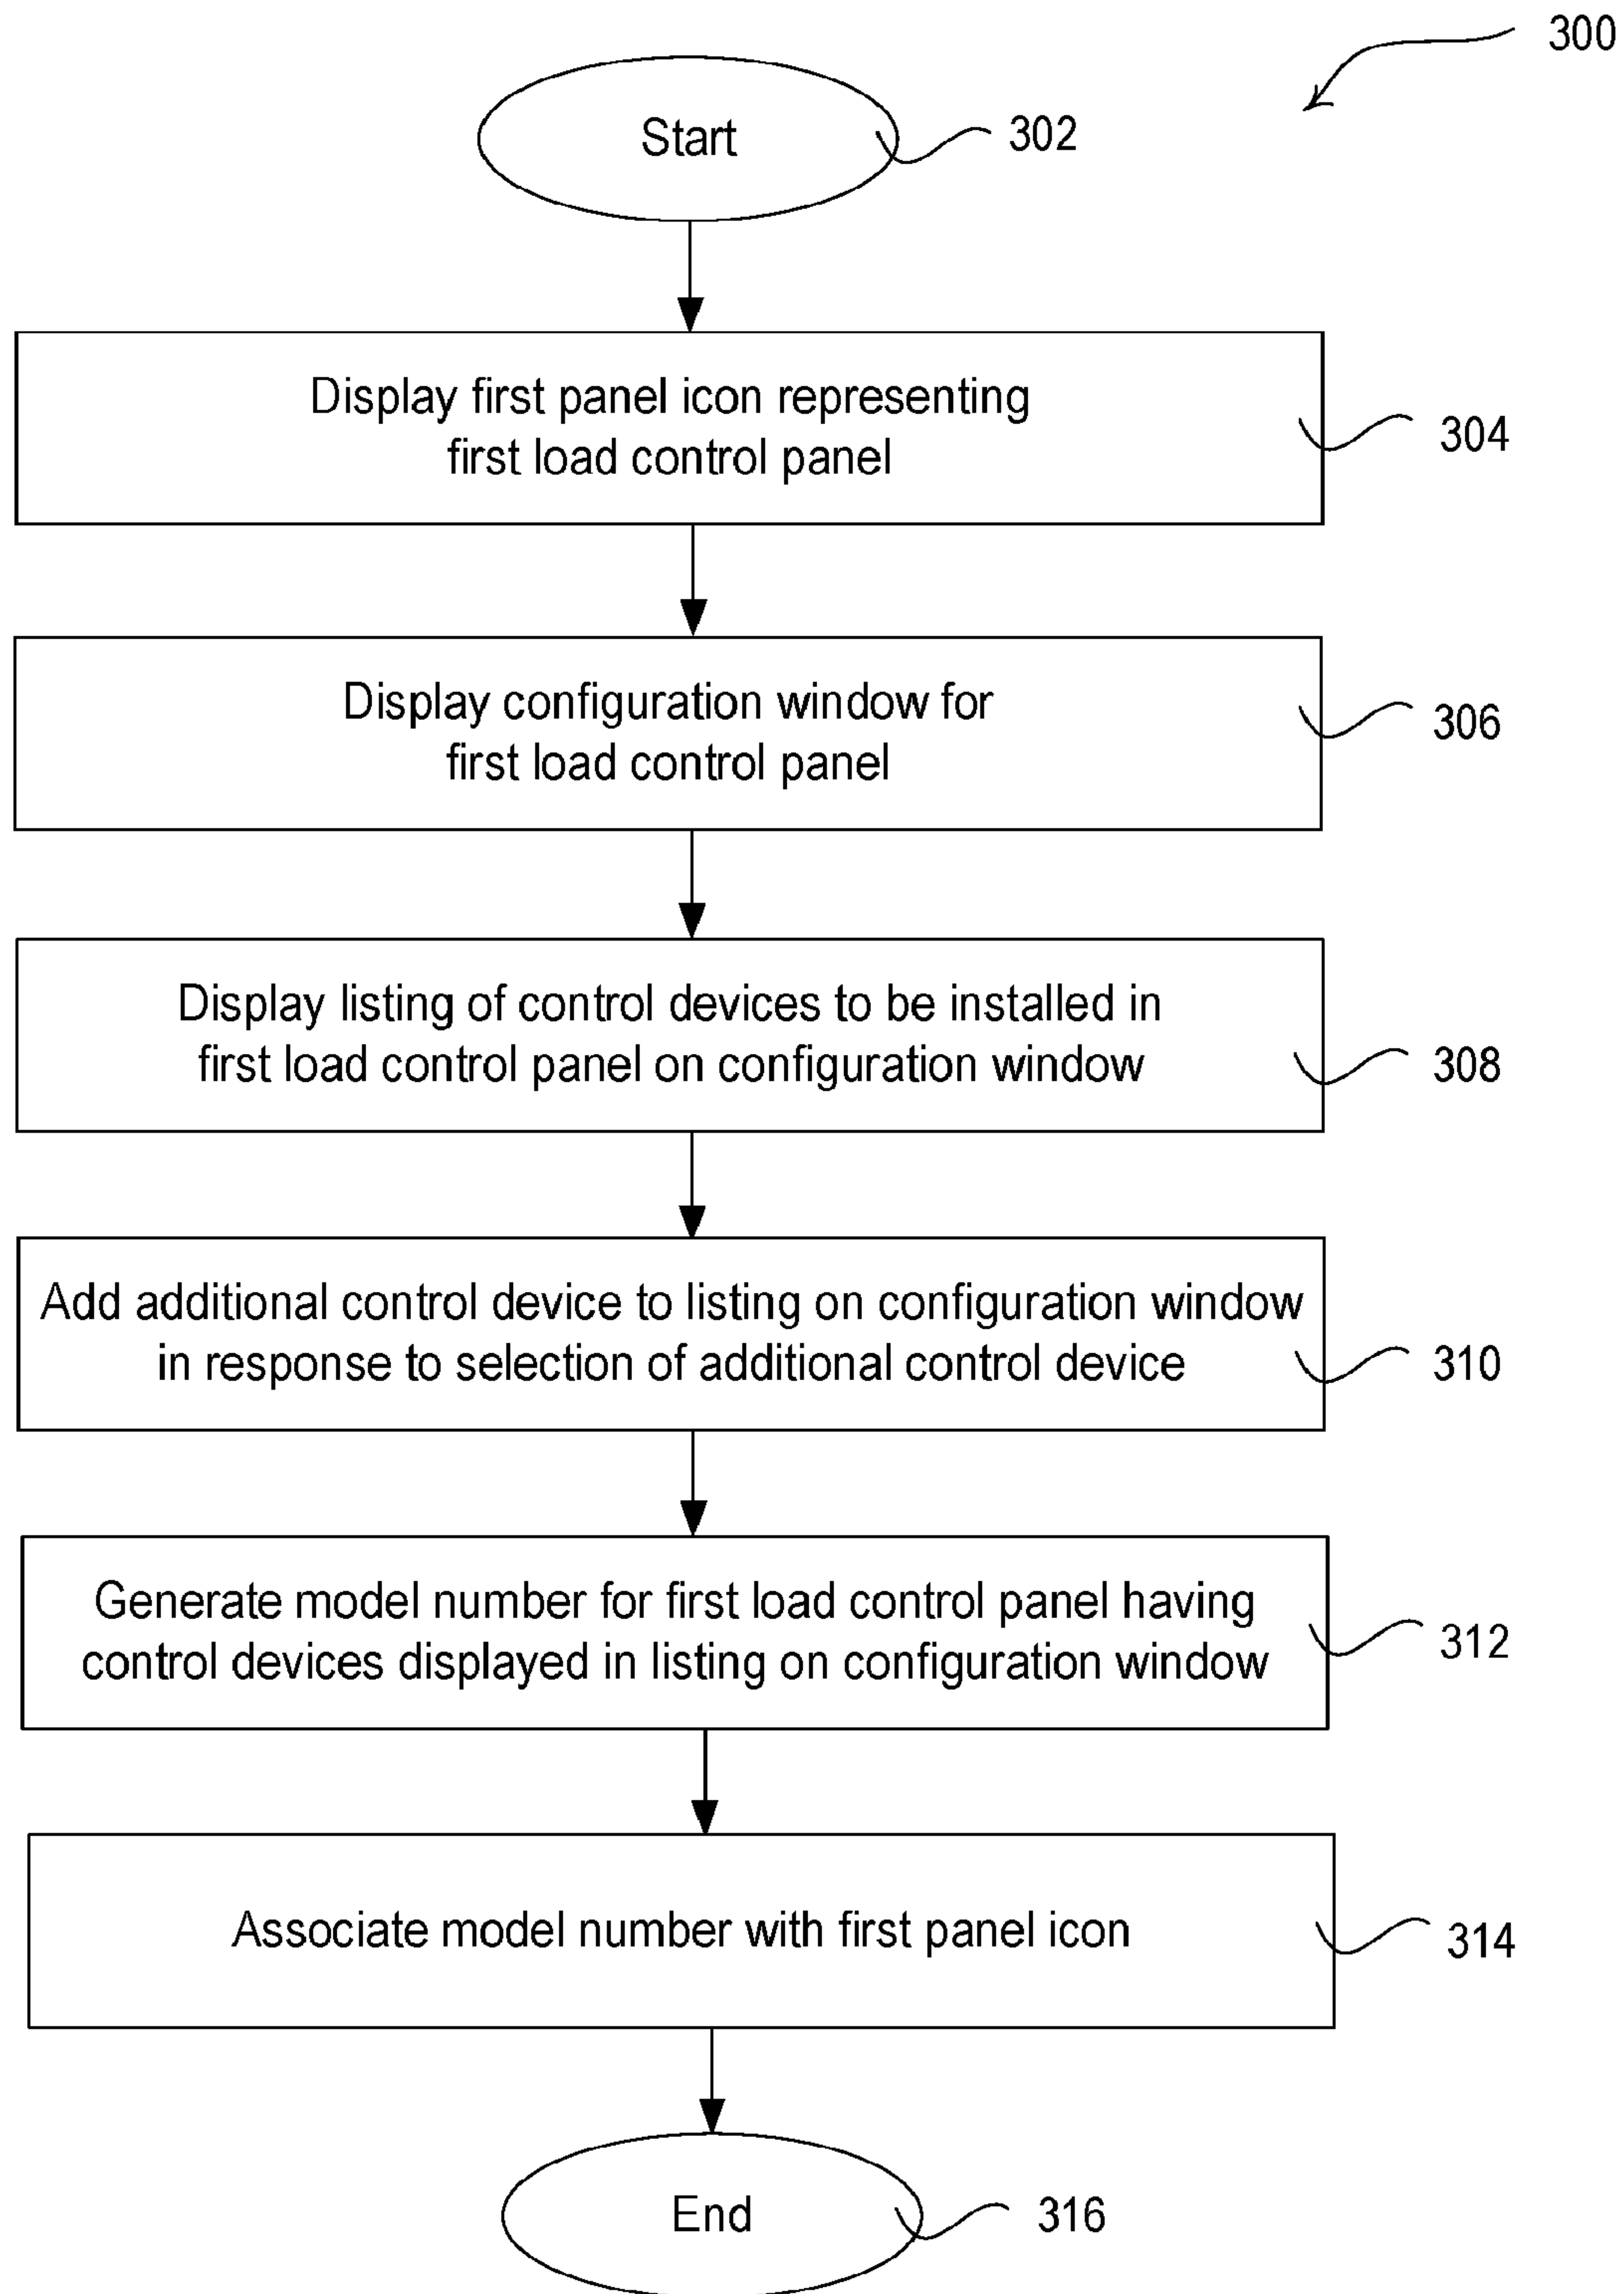 300
Start
302
Display first panel icon representing
first load control panel
304
Display configuration window for
first load control panel
306
Display listing of control devices to be installed in
first load control panel on configuration window
308
Add additional control device to listing on configuration window
in response to selection of additional control device
310
Generate model number for first load control panel having
control devices displayed in listing on configuration window
312
Associate model number with first panel icon
314
End
316